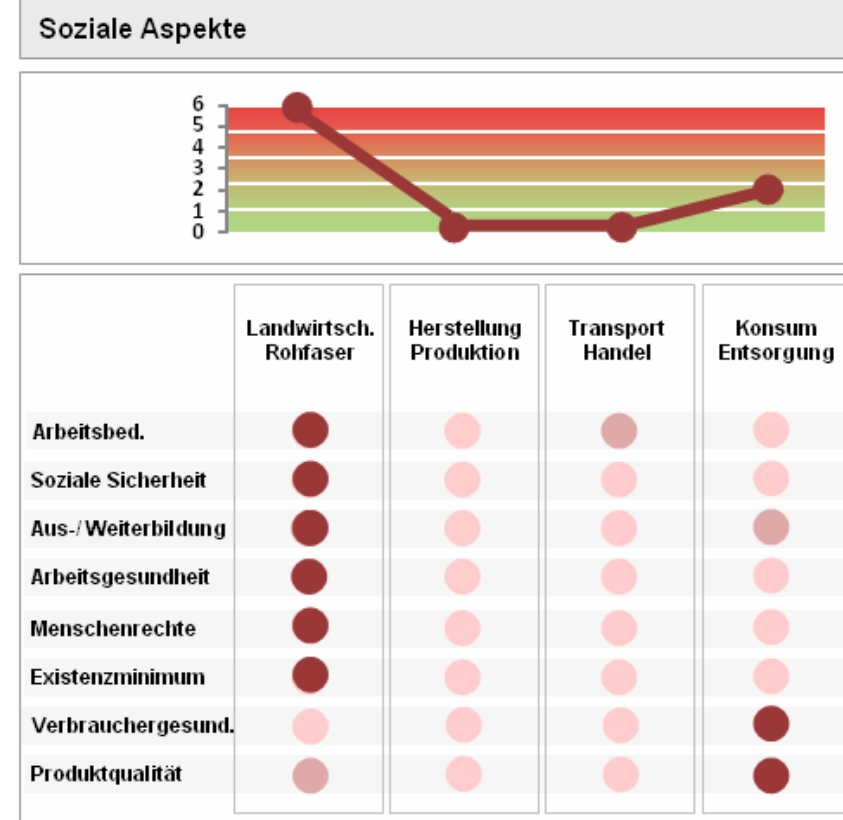 Soziale Aspekte
6
5
4
3
2
1
0
Landwirtsch.
Rohfaser
Herstellung
Produktion
Transport
Handel
Konsum
Entsorgung
Arbeitsbed.
Soziale Sicherheit
Aus-/Weiterbildung
Arbeitsgesundheit
Menschenrechte
Existenzminimum
Verbrauchergesund.
Produktqualität